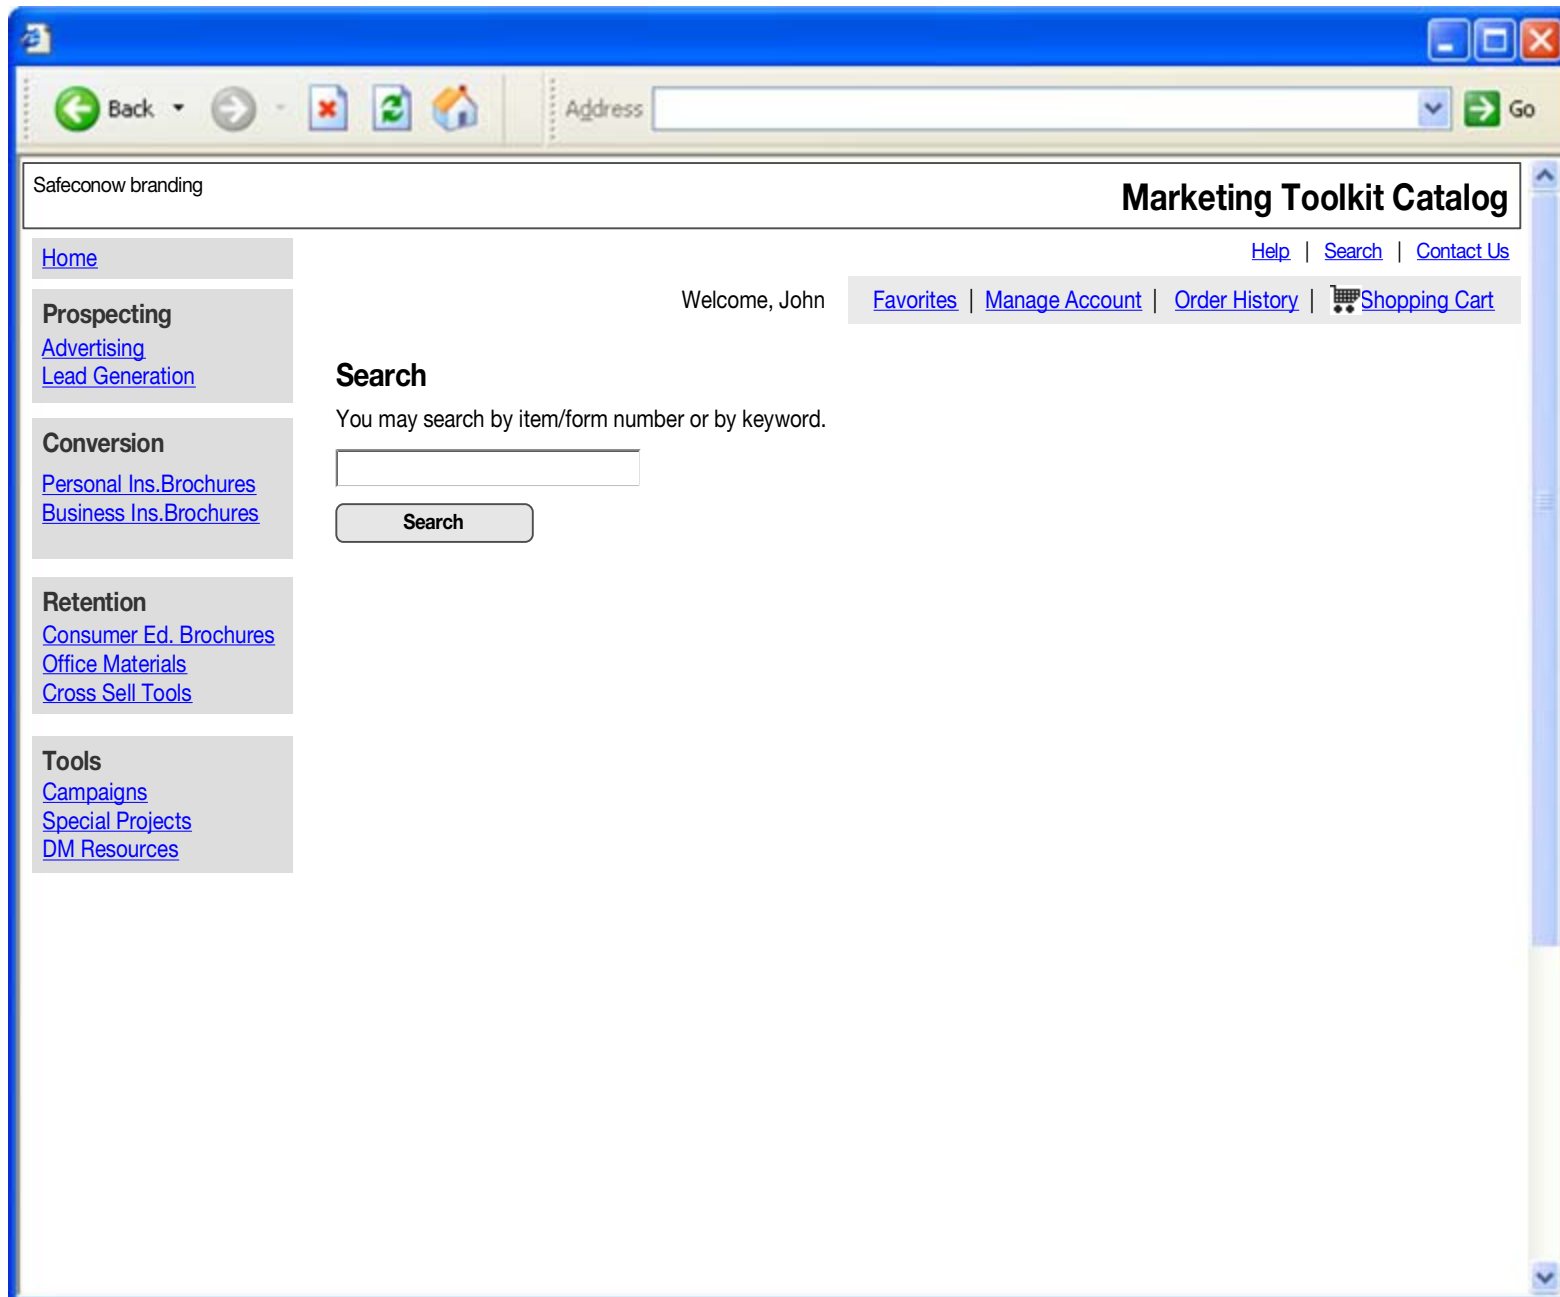 Back
Address
Go
Safeconow branding
Marketing Toolkit Catalog
Home
Help | Search | Contact Us
Welcome, John
Favorites | Manage Account | Order History | Shopping Cart
Prospecting
Advertising
Lead Generation
Search
You may search by item/form number or by keyword.
Search
Conversion
Personal Ins.Brochures
Business Ins.Brochures
Retention
Consumer Ed. Brochures
Office Materials
Cross Sell Tools
Tools
Campaigns
Special Projects
DM Resources